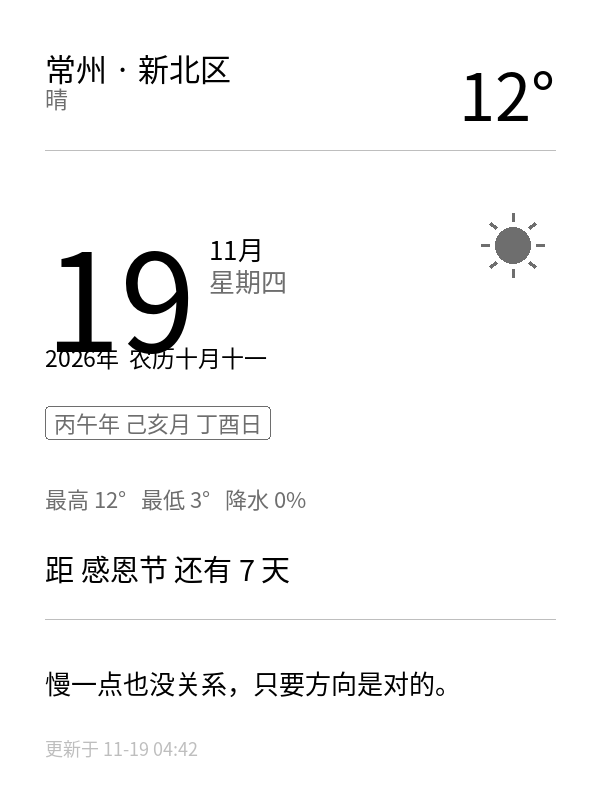 常州 · 新北区
晴
12°
19
11月
星期四
2026年 农历十月十一
丙午年 己亥月 丁酉日
最高 12° 最低 3° 降水 0%
距 感恩节 还有 7 天
慢一点也没关系，只要方向是对的。
更新于 11-19 04:42